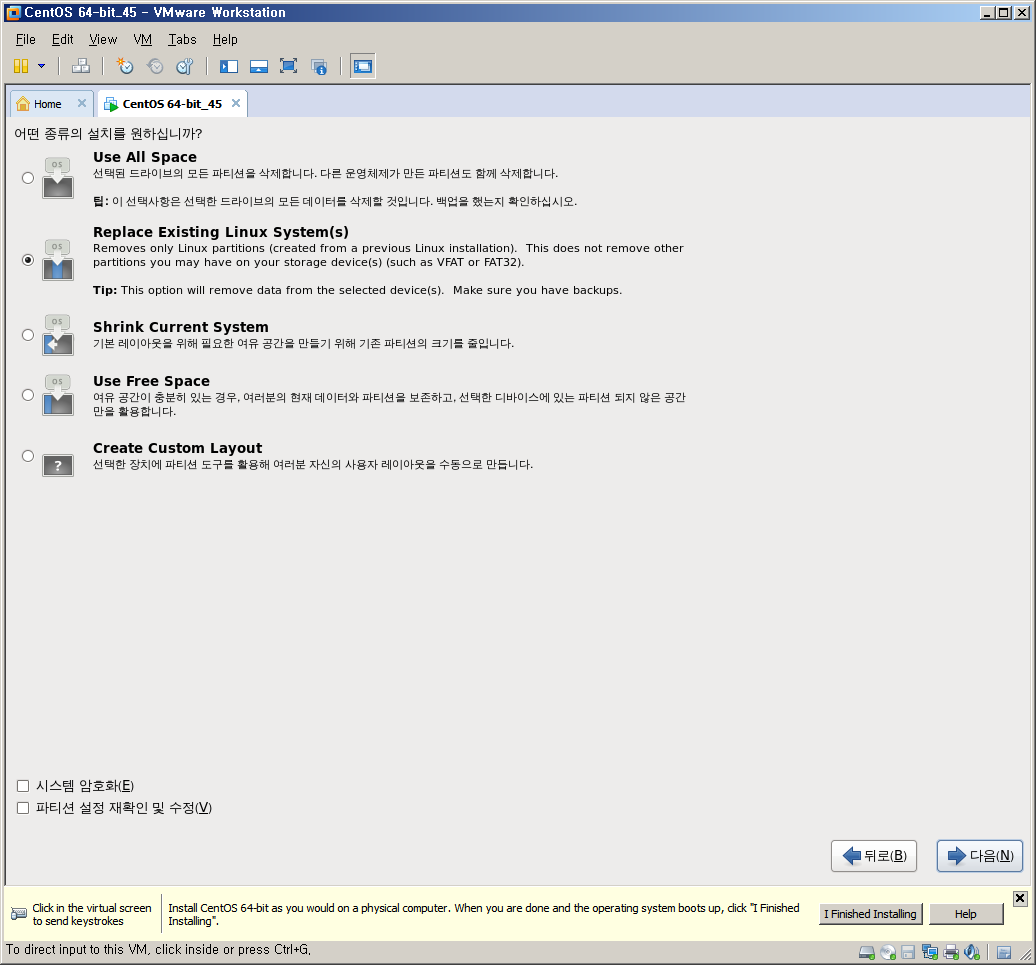 CentOS 64-bit_45 - VMware Workstation
File Edit View VM Tabs Help
Home
CentOS 64-bit_45
어떤 종류의 설치를 원하십니까?
OS
Use All Space
선택된 드라이브의 모든 파티션을 삭제합니다. 다른 운영체제가 만든 파티션도 함께 삭제합니다.
팁: 이 선택사항은 선택한 드라이브의 모든 데이터를 삭제할 것입니다. 백업을 했는지 확인하십시오.
OS
Replace Existing Linux System(s)
Removes only Linux partitions (created from a previous Linux installation). This does not remove other
partitions you may have on your storage device(s) (such as VFAT or FAT32).
Tip: This option will remove data from the selected device(s). Make sure you have backups.
OS
Shrink Current System
기본 레이아웃을 위해 필요한 여유 공간을 만들기 위해 기존 파티션의 크기를 줄입니다.
OS
Use Free Space
여유 공간이 충분히 있는 경우, 여러분의 현재 데이터와 파티션을 보존하고, 선택한 디바이스에 있는 파티션 되지 않은 공간
만을 활용합니다.
?
Create Custom Layout
선택한 장치에 파티션 도구를 활용해 여러분 자신의 사용자 레이아웃을 수동으로 만듭니다.
시스템 암호화(E)
파티션 설정 재확인 및 수정(V)
뒤로(B)
다음(N)
Click in the virtual screen
to send keystrokes
Install CentOS 64-bit as you would on a physical computer. When you are done and the operating system boots up, click "I Finished
Installing".
I Finished Installing
Help
To direct input to this VM, click inside or press Ctrl+G.